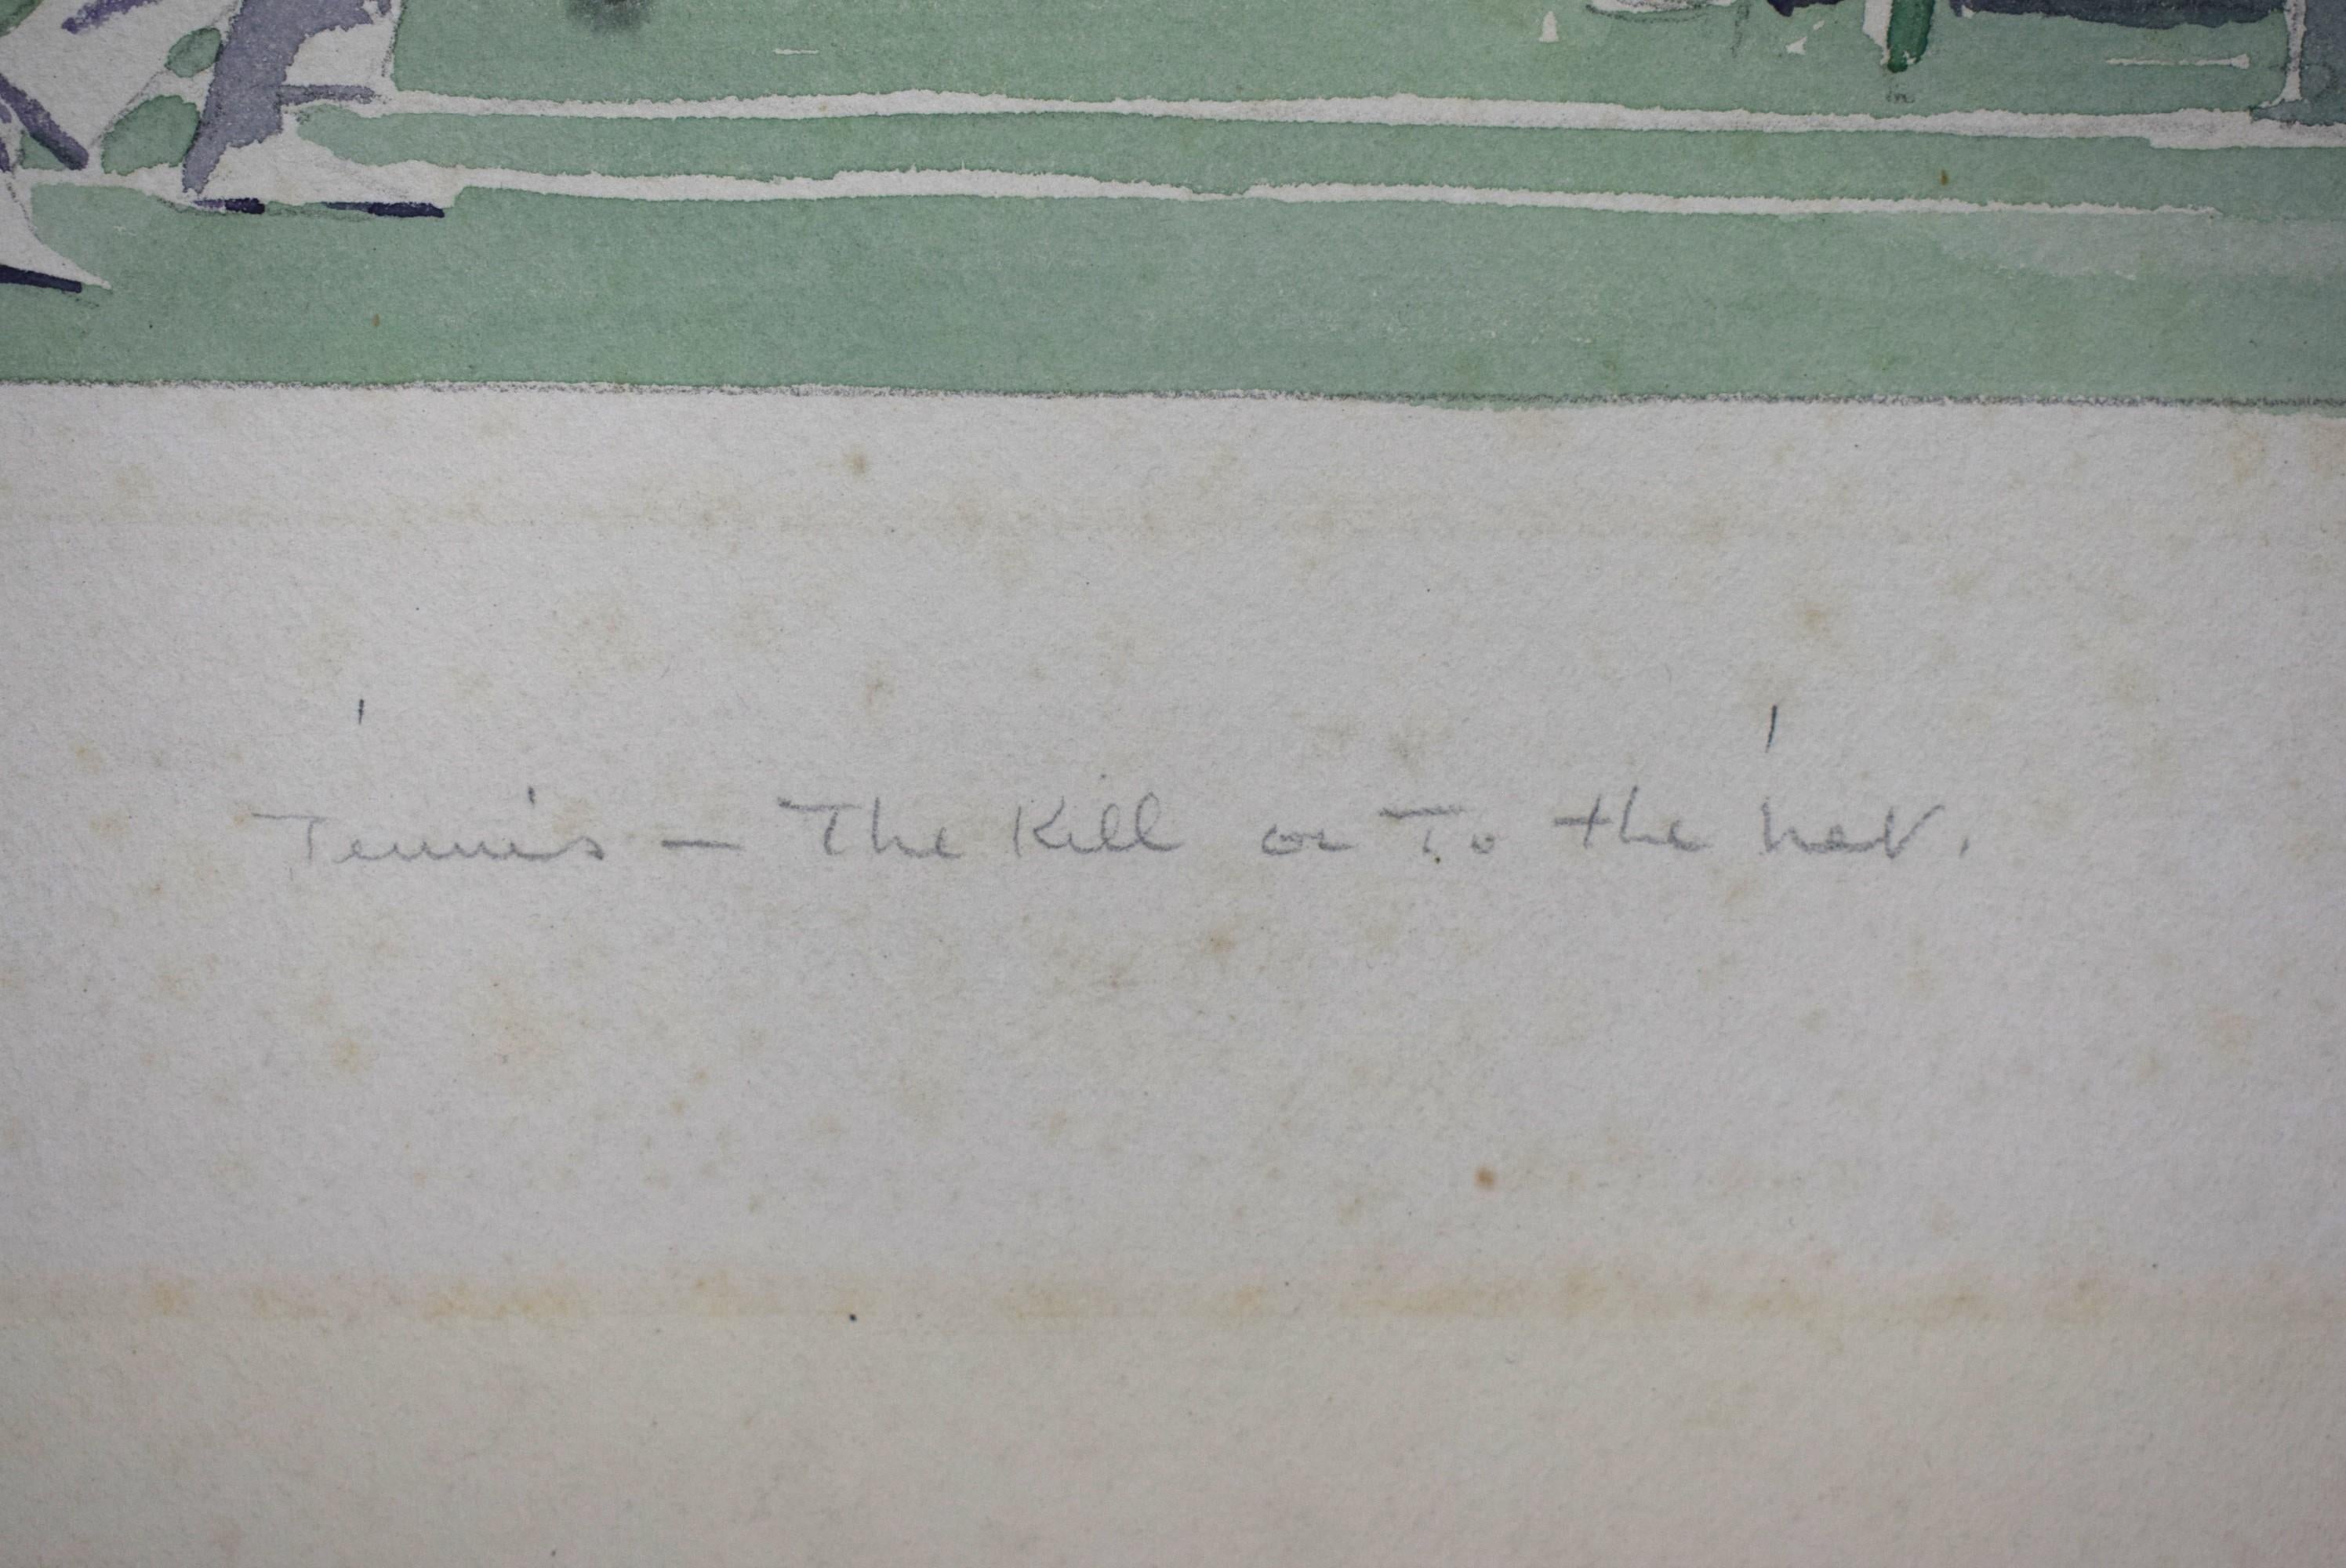 Tennis – The Kill or To the net.